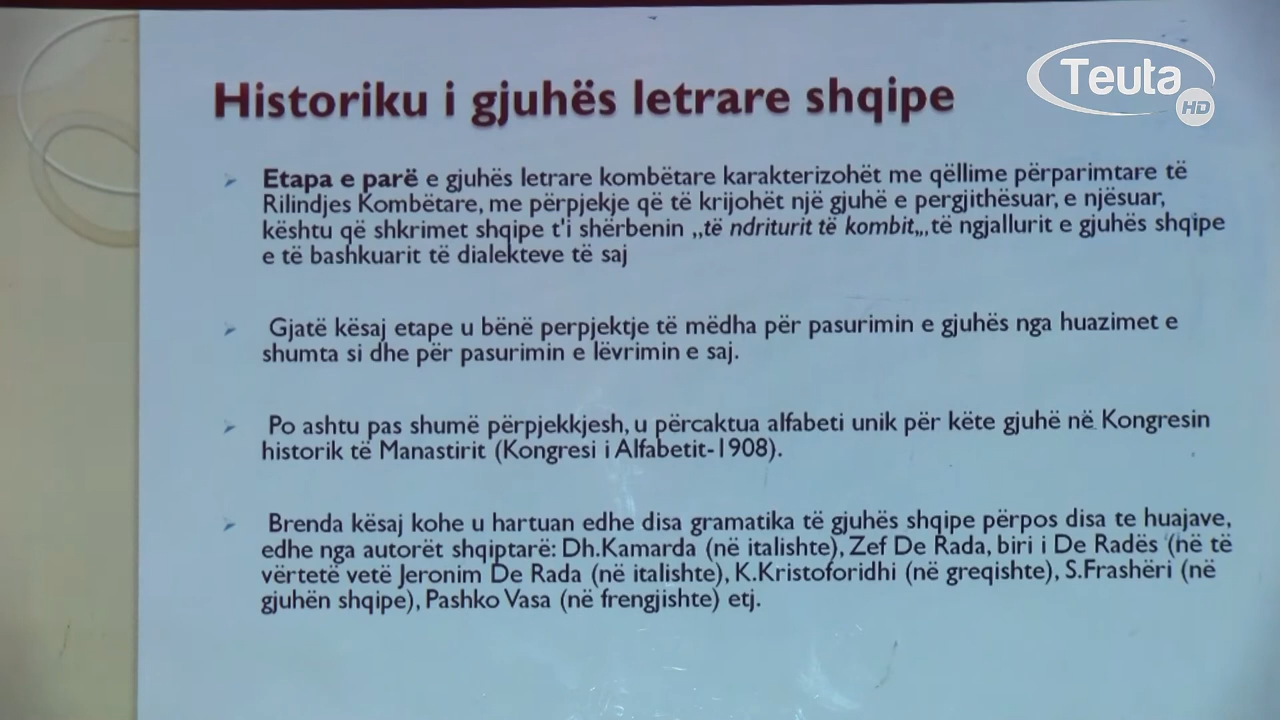 Teuta
HD
Historiku i gjuhës letrare shqipe
Etapa e parë e gjuhës letrare kombëtare karakterizohët me qëllime përparimtare të
Rilindjes Kombëtare, me përpjekje që të krijohët një gjuhë e pergjithësuar, e njësuar,
kështu që shkrimet shqipe t'i shërbenin ,,të ndriturit të kombit,,, të ngjallurit e gjuhës shqipe
e të bashkuarit të dialekteve të saj
Gjatë kësaj etape u bënë perpjektje të mëdha për pasurimin e gjuhës nga huazimet e
shumta si dhe për pasurimin e lëvrimin e saj.
Po ashtu pas shumë përpjekkjesh, u përcaktua alfabeti unik për këte gjuhë në Kongresin
historik të Manastirit (Kongresi i Alfabetit-1908).
Brenda kësaj kohe u hartuan edhe disa gramatika të gjuhës shqipe përpos disa te huajave,
edhe nga autorët shqiptarë: Dh.Kamarda (në italishte), Zef De Rada, biri i De Radës (në të
vërtetë vetë Jeronim De Rada (në italishte), K.Kristoforidhi (në greqishte), S.Frashëri (në
gjuhën shqipe), Pashko Vasa (në frengjishte) etj.